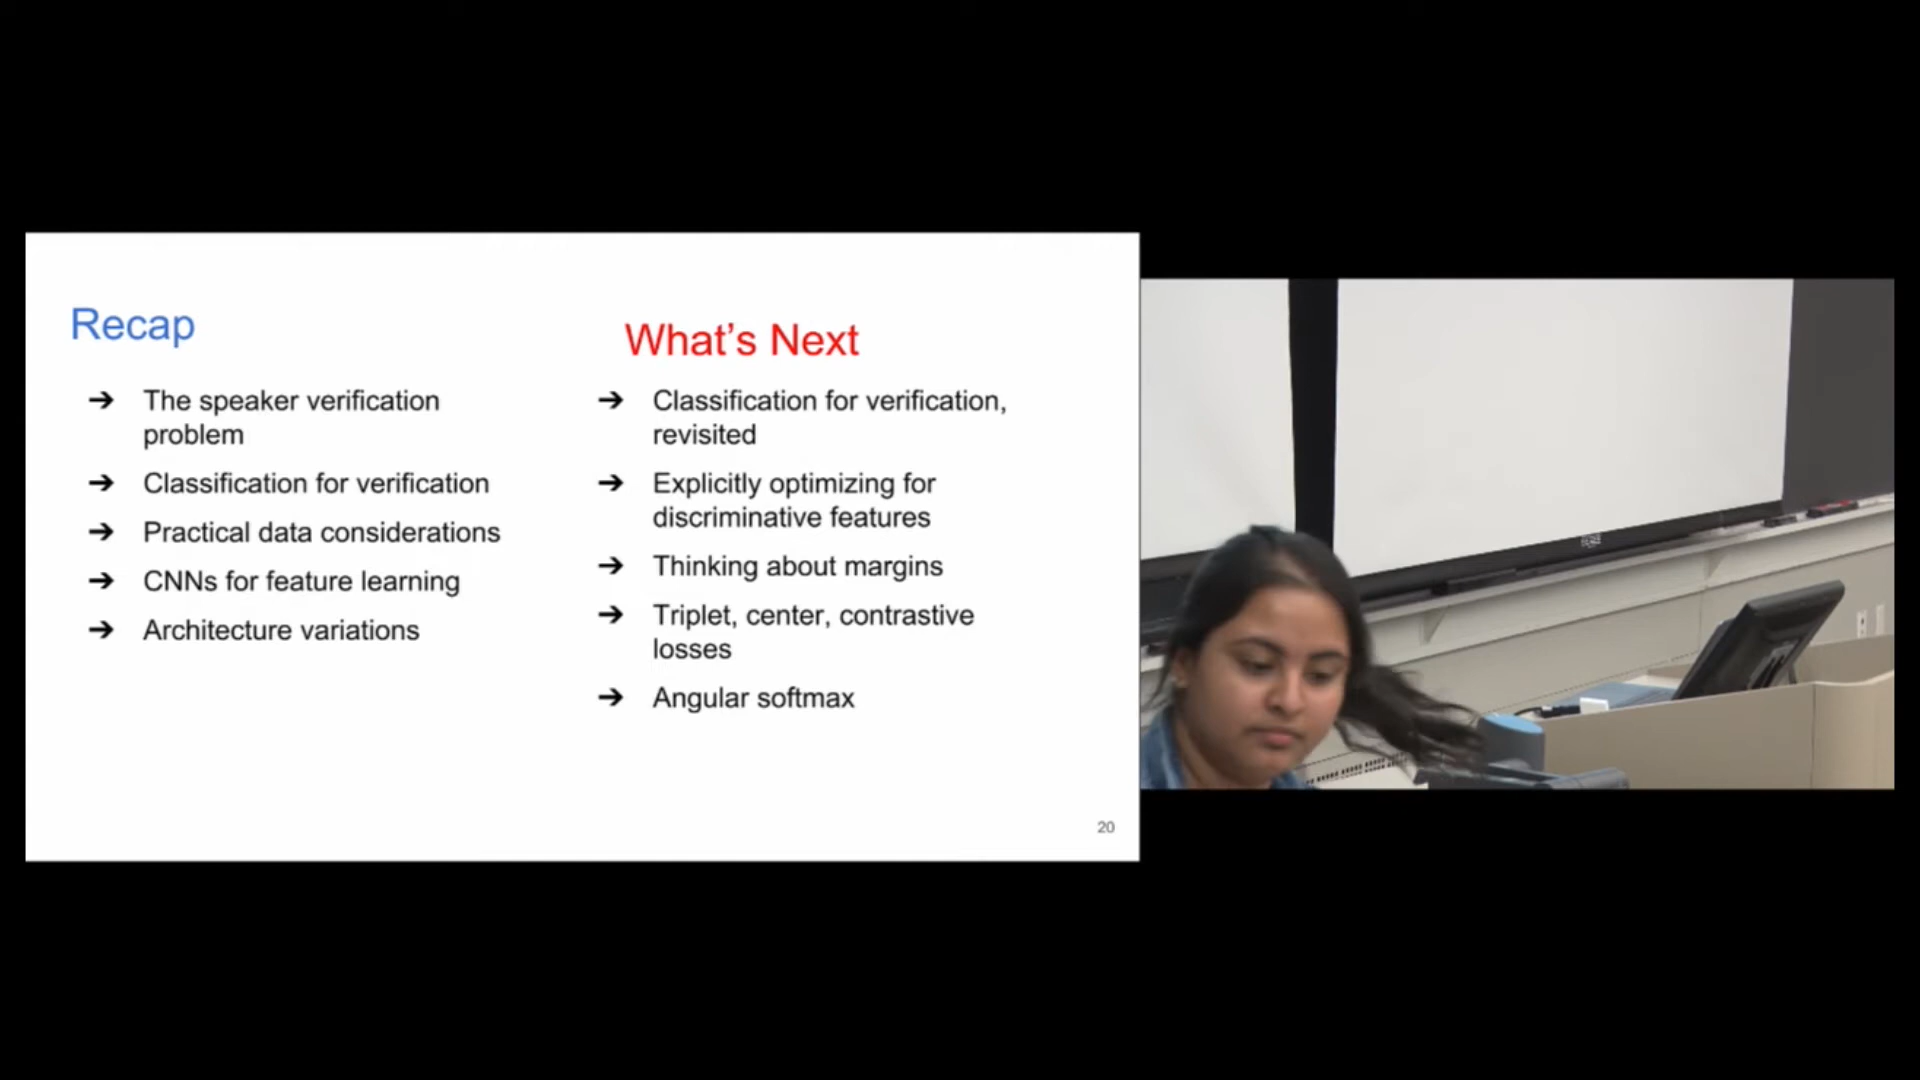 Recap
➔ The speaker verification
problem
➔ Classification for verification
➔ Practical data considerations
➔ CNNs for feature learning
➔ Architecture variations
What's Next
➔ Classification for verification,
revisited
➔ Explicitly optimizing for
discriminative features
➔ Thinking about margins
➔ Triplet, center, contrastive
losses
➔ Angular softmax
20